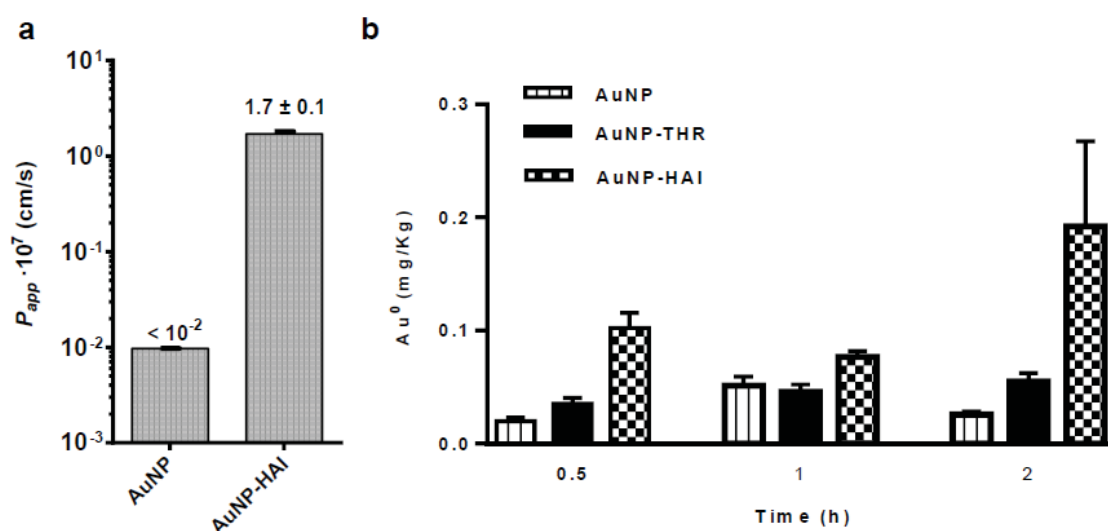 a
10¹
10⁰
10⁻¹
10⁻²
10⁻³
Papp ·10⁷ (cm/s)
1.7 ± 0.1
< 10⁻²
AuNP
AuNP-HAI
b
AuNP
AuNP-THR
AuNP-HAI
0.3
0.2
0.1
0.0
Au⁰ (mg/Kg)
0.5 1 2
Time (h)